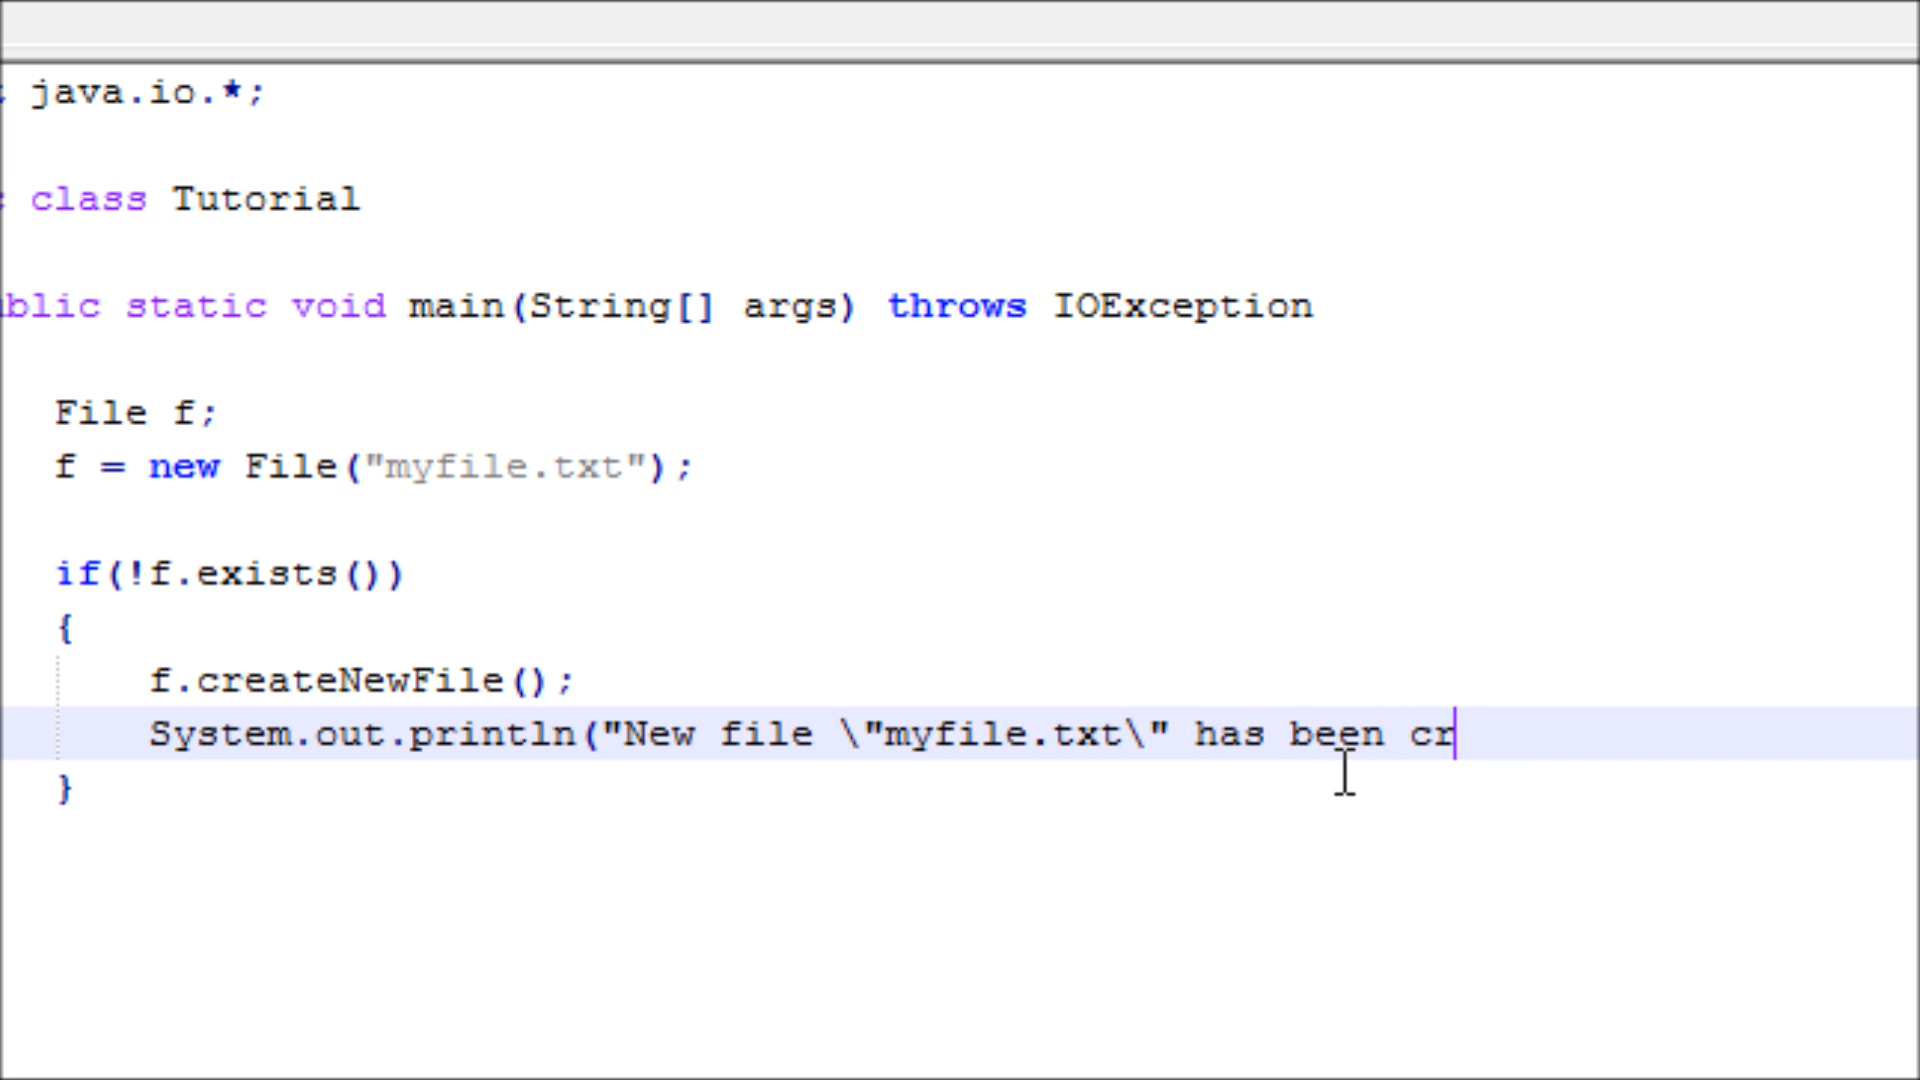 java.io.*;
class Tutorial
blic static void main(String[] args) throws IOException
File f;
f = new File("myfile.txt");
if(!f.exists())
{
f.createNewFile();
System.out.println("New file \"myfile.txt\" has been cr
}